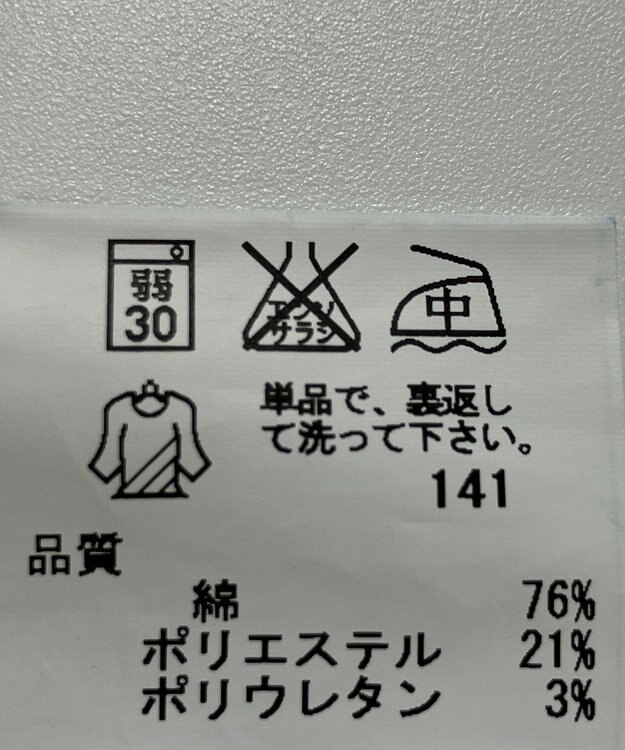 弱
30
エンソ
サラシ
中
単品で、裏返し
て洗って下さい。
141
品質
綿 76%
ポリエステル 21%
ポリウレタン 3%